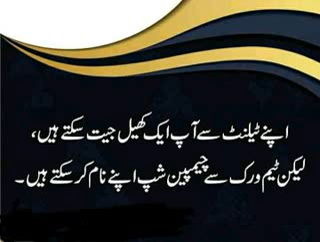 اپنے ٹیلنٹ سے آپ ایک کھیل جیت سکتے ہیں،
لیکن ٹیم ورک سے چیمپین شپ اپنے نام کر سکتے ہیں۔